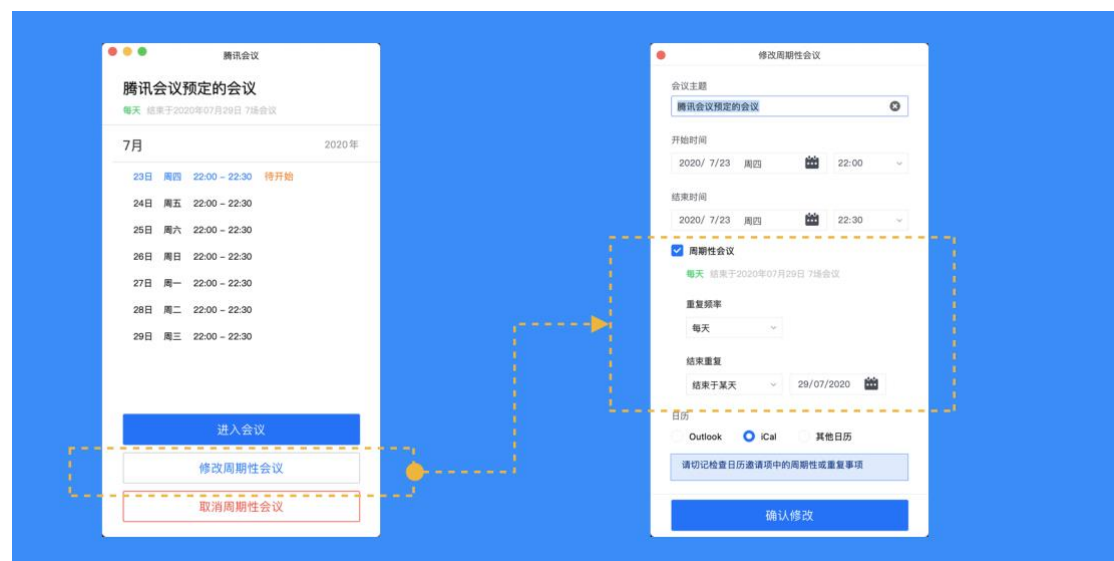 腾讯会议
腾讯会议预定的会议
每天 结束于2020年07月29日 7场会议
7月 2020年
23日 周四 22:00 – 22:30 待开始
24日 周五 22:00 – 22:30
25日 周六 22:00 – 22:30
26日 周日 22:00 – 22:30
27日 周一 22:00 – 22:30
28日 周二 22:00 – 22:30
29日 周三 22:00 – 22:30
进入会议
修改周期性会议
取消周期性会议
修改周期性会议
会议主题
腾讯会议预定的会议
开始时间
2020/ 7/23 周四 22:00
结束时间
2020/ 7/23 周四 22:30
周期性会议
每天 结束于2020年07月29日 7场会议
重复频率
每天
结束重复
结束于某天 29/07/2020
日历
Outlook iCal 其他日历
请切记检查日历邀请项中的周期性或重复事项
确认修改